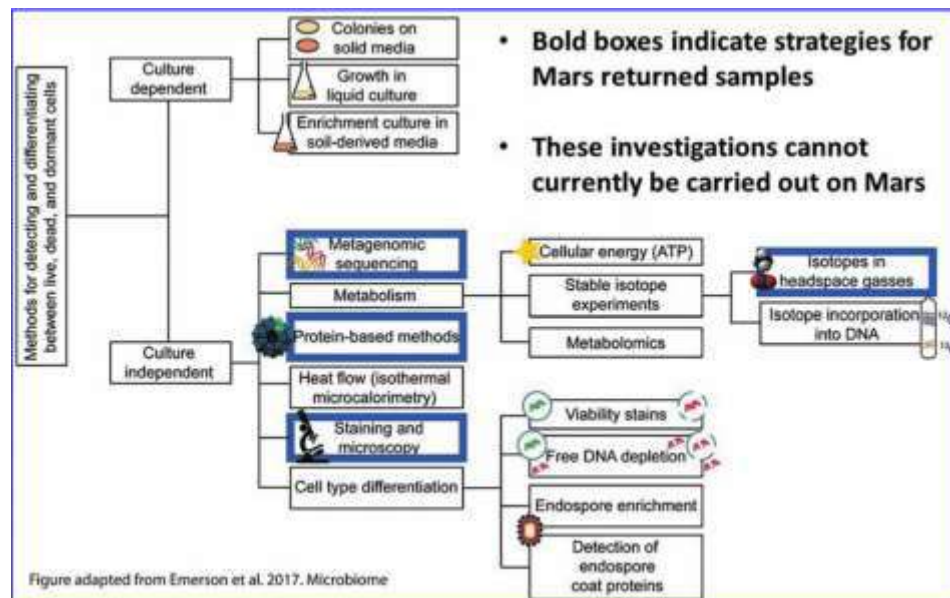 Methods for detecting and differentiating
between live, dead, and dormant cells
Culture
dependent
Colonies on
solid media
Growth in
liquid culture
Enrichment culture in
soil-derived media
• Bold boxes indicate strategies for
Mars returned samples
• These investigations cannot
currently be carried out on Mars
Culture
independent
Metagenomic
sequencing
Metabolism
Protein-based methods
Heat flow (isothermal
microcalorimetry)
Staining and
microscopy
Cell type differentiation
Cellular energy (ATP)
Stable isotope
experiments
Metabolomics
Isotopes in
headspace gasses
Isotope incorporation
into DNA
Viability stains
Free DNA depletion
Endospore enrichment
Detection of
endospore
coat proteins
Figure adapted from Emerson et al. 2017. Microbiome